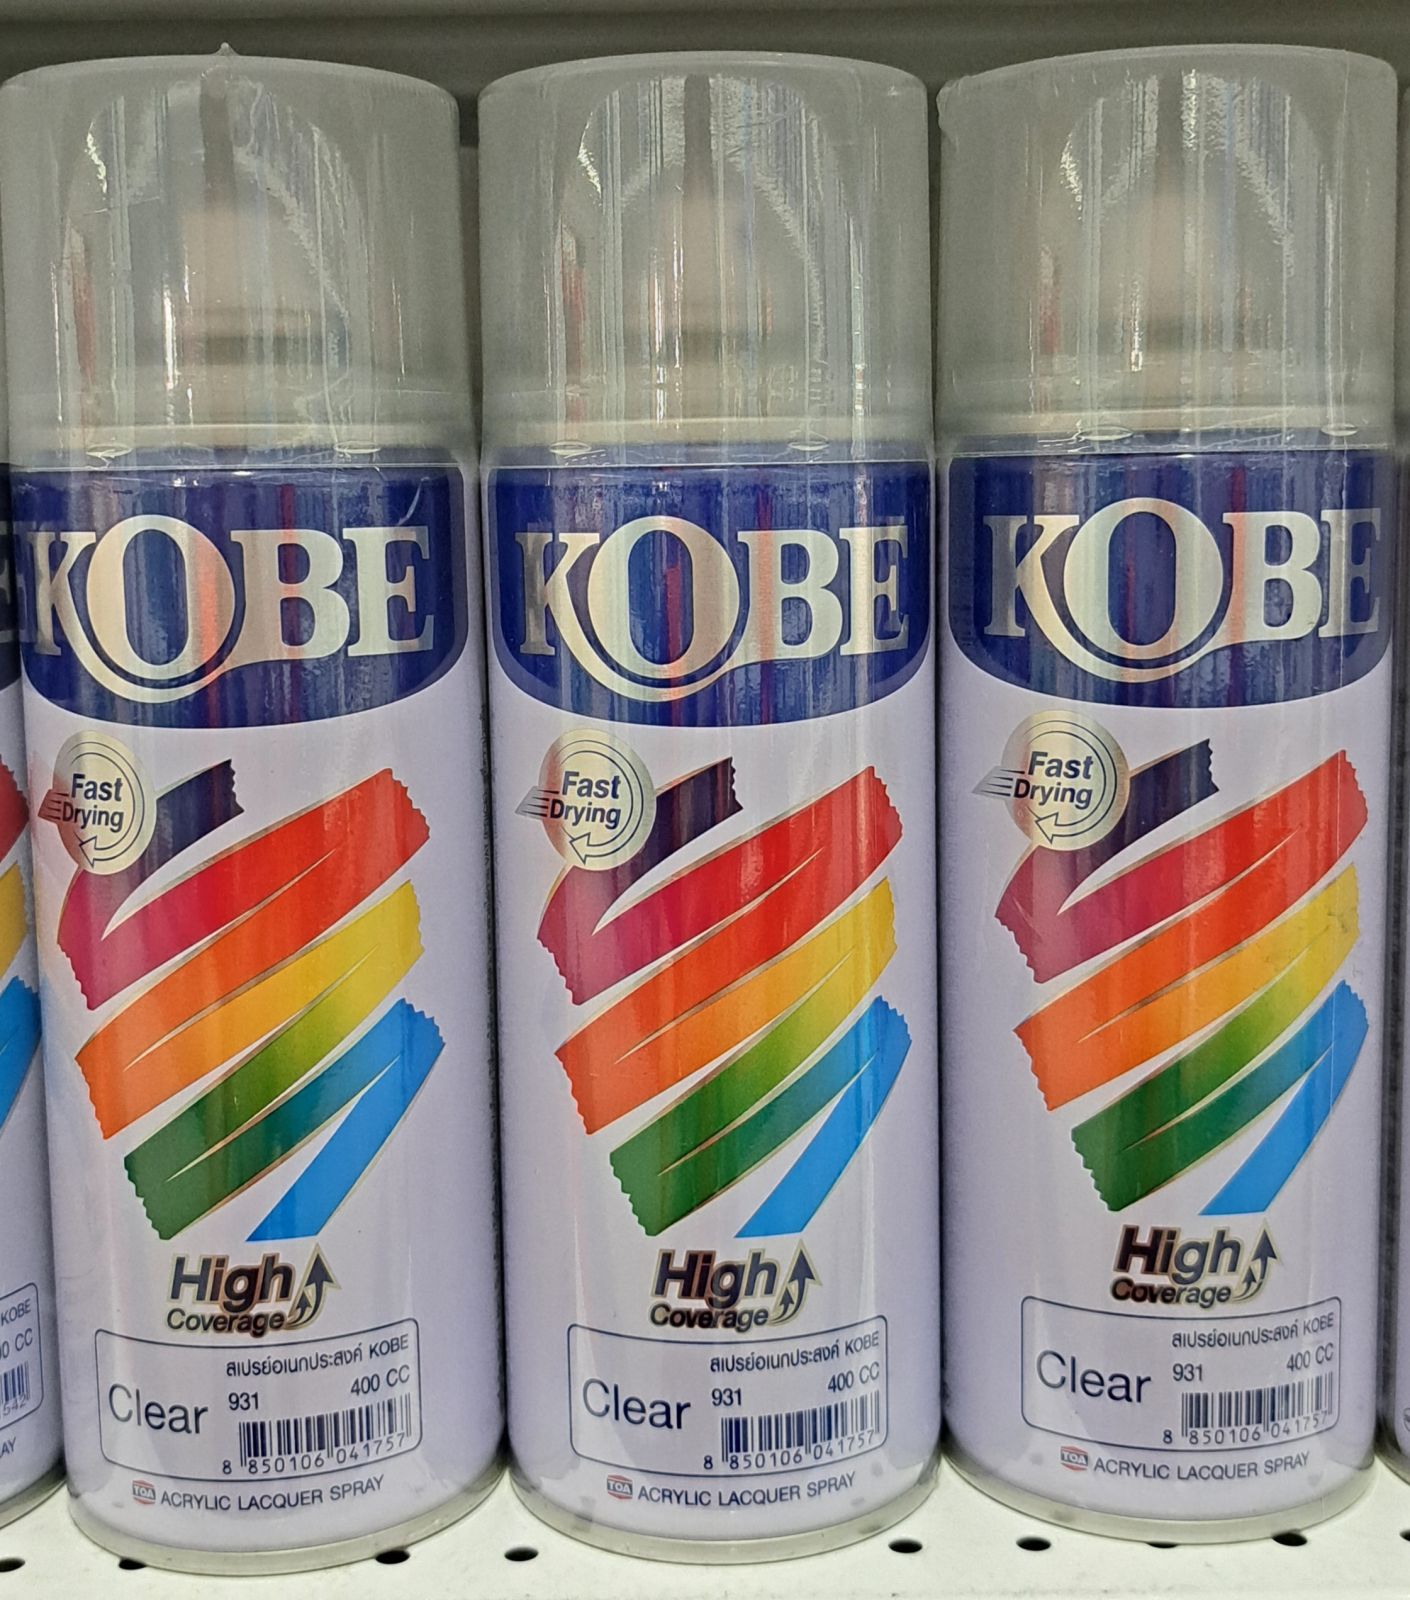 KOBE
Fast
Drying
High
Coverage
สเปรย์อเนกประสงค์ KOBE
Clear
931
400 CC
8 850106 041757
TOA ACRYLIC LACQUER SPRAY
KOBE
Fast
Drying
High
Coverage
สเปรย์อเนกประสงค์ KOBE
Clear
931
400 CC
8 850106 041757
TOA ACRYLIC LACQUER SPRAY
KOBE
Fast
Drying
High
Coverage
สเปรย์อเนกประสงค์ KOBE
Clear
931
400 CC
8 850106 041757
TOA ACRYLIC LACQUER SPRAY
KOBE
CC